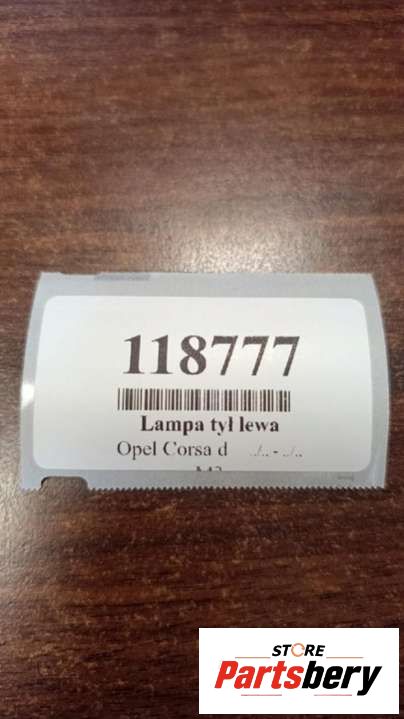 118777
Lampa tył lewa
Opel Corsa d ../.. - ../..
STORE
Partsbery